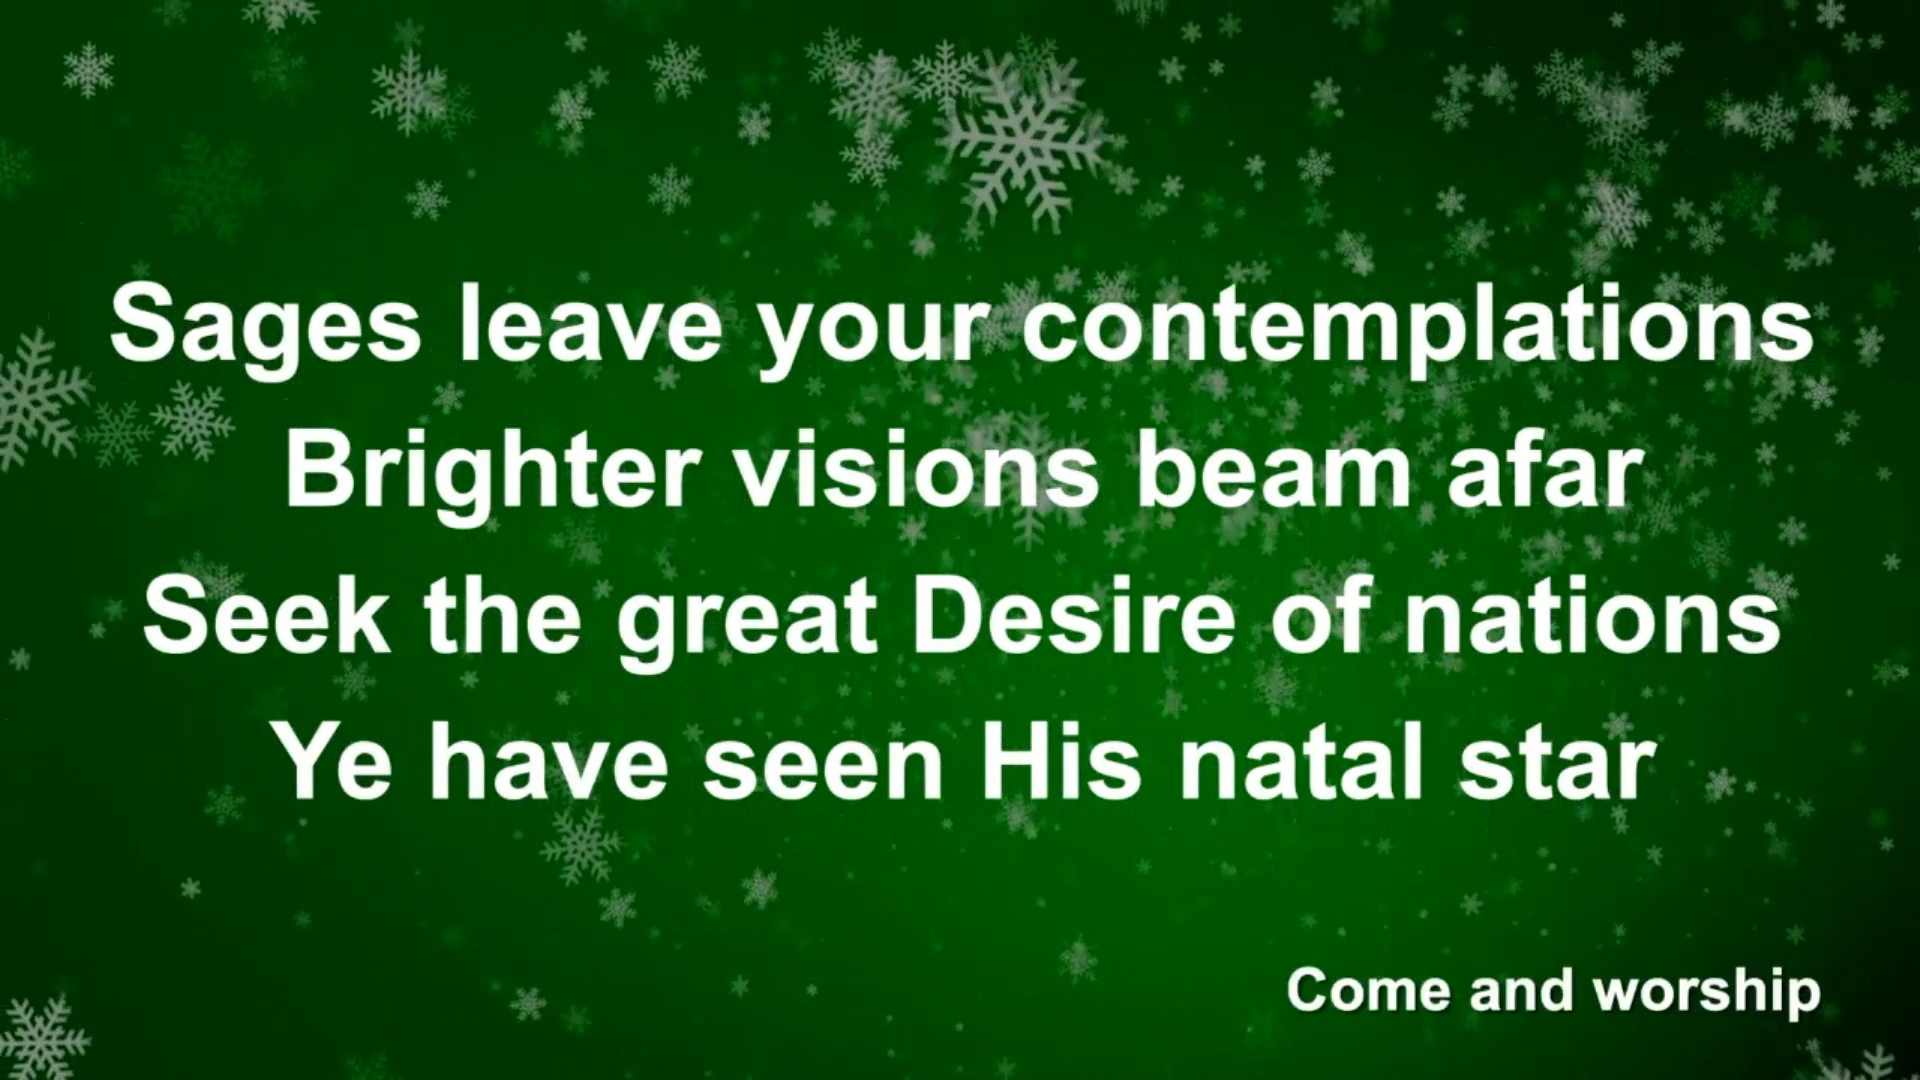 Sages leave your contemplations
Brighter visions beam afar
Seek the great Desire of nations
Ye have seen His natal star
Come and worship